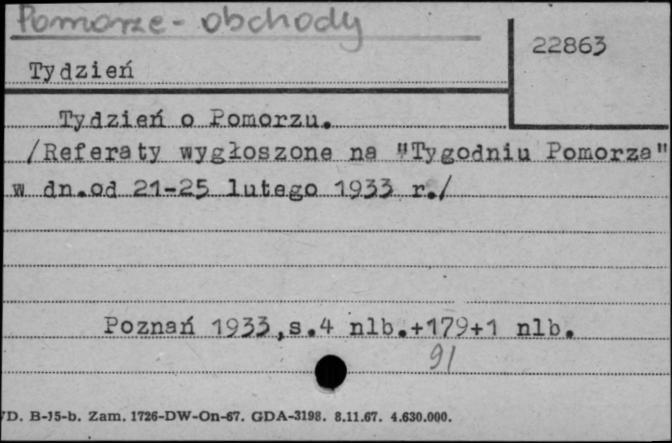 Pomorze - obchody
22863
Tydzień
Tydzień o Pomorzu.
/Referaty wygłoszone na "Tygodniu Pomorza"
w dn.od 21-25 lutego 1933 r./
Poznań 1933,s.4 nlb.+179+1 nlb.
91
D. B-15-b. Zam. 1726-DW-On-67. GDA-3198. 8.11.67. 4.630.000.